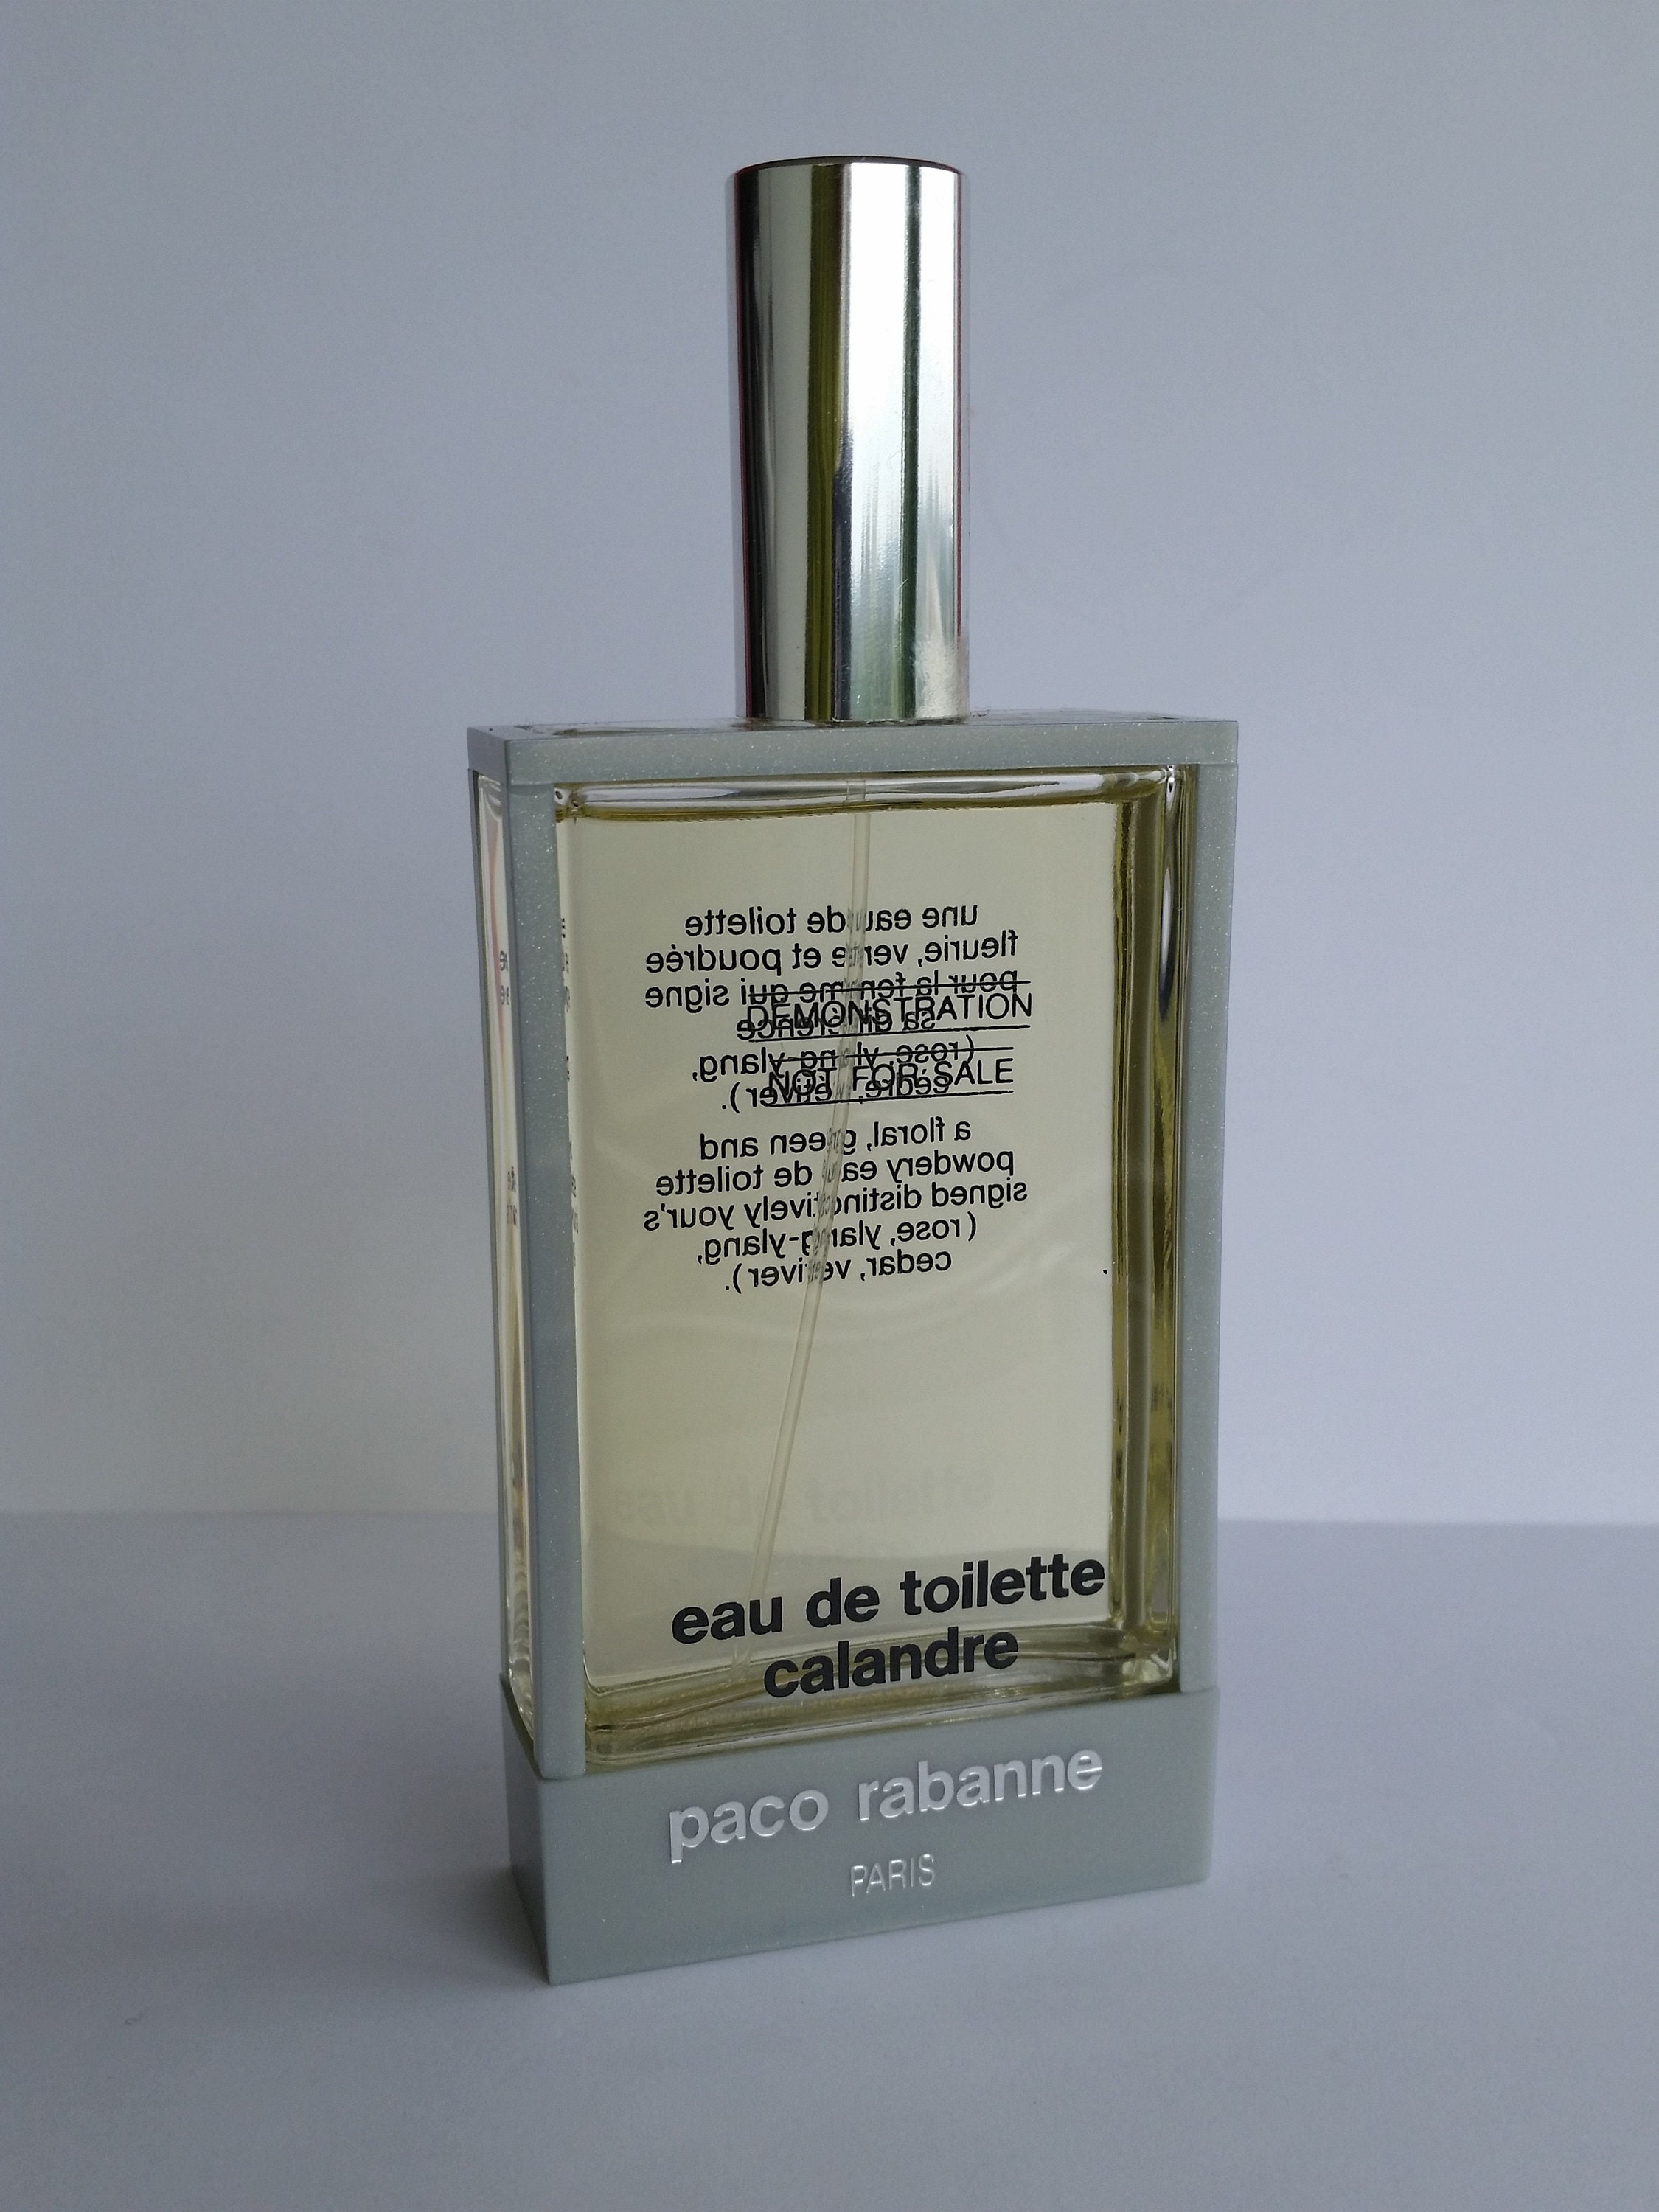 une eau de toilette
fleurie, verte et poudrée
pour la femme qui signe
DEMONSTRATION
sa différence
(rose, ylang-ylang,
NOT FOR SALE
cèdre, vétiver).
a floral, green and
powdery eau de toilette
signed distinctively your's
(rose, ylang-ylang,
cedar, vetiver).
eau de toilette
calandre
paco rabanne
PARIS